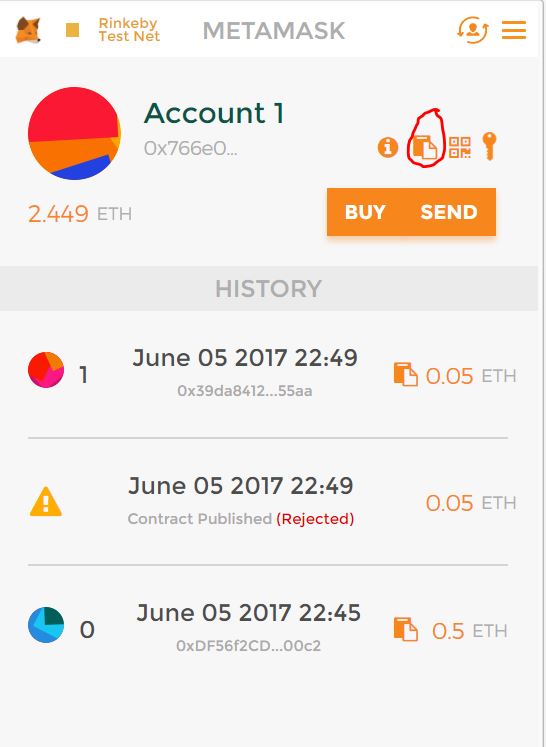 Rinkeby
Test Net
METAMASK
Account 1
0x766e0...
2.449 ETH
BUY SEND
HISTORY
1 June 05 2017 22:49 0.05 ETH
0x39da8412...55aa
June 05 2017 22:49 0.05 ETH
Contract Published (Rejected)
0 June 05 2017 22:45 0.5 ETH
0xDF56f2CD...00c2